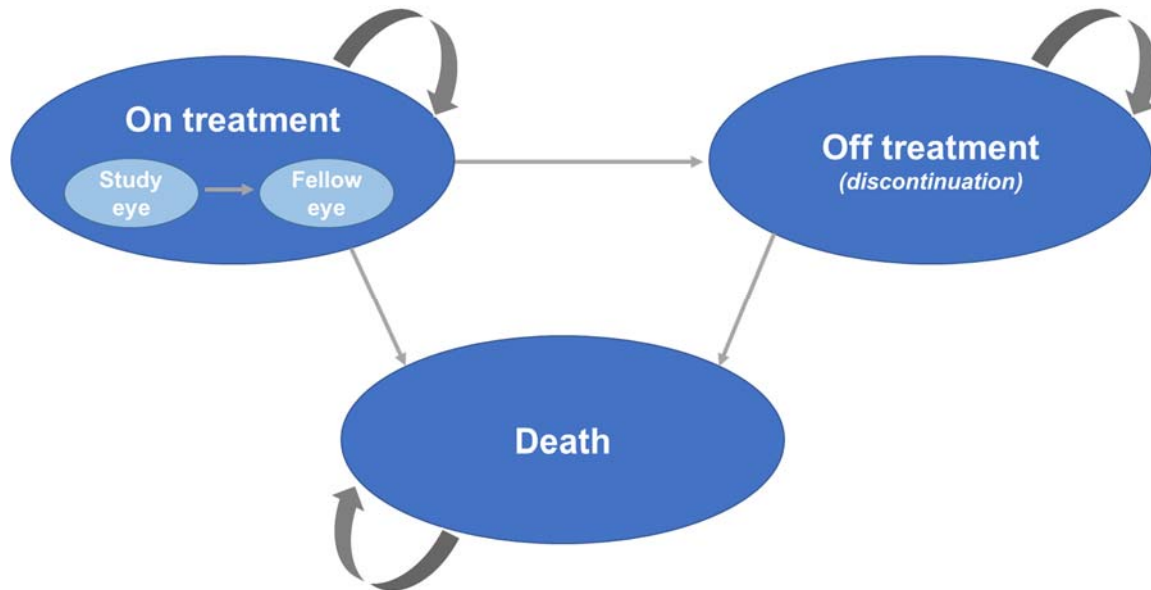 On treatment
Study
eye
Fellow
eye
Off treatment
(discontinuation)
Death